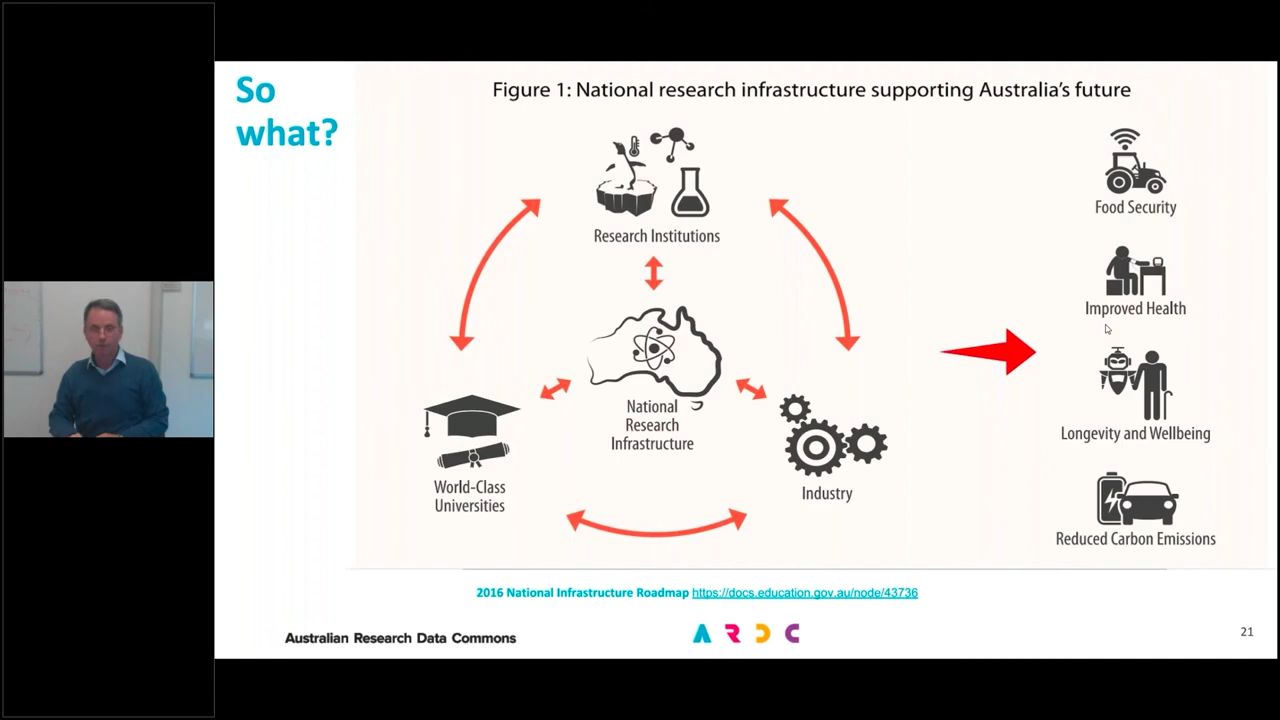 So
what?
Figure 1: National research infrastructure supporting Australia's future
Research Institutions
National
Research
Infrastructure
World-Class
Universities
Industry
Food Security
Improved Health
Longevity and Wellbeing
Reduced Carbon Emissions
2016 National Infrastructure Roadmap https://docs.education.gov.au/node/43736
Australian Research Data Commons
ARDC
21